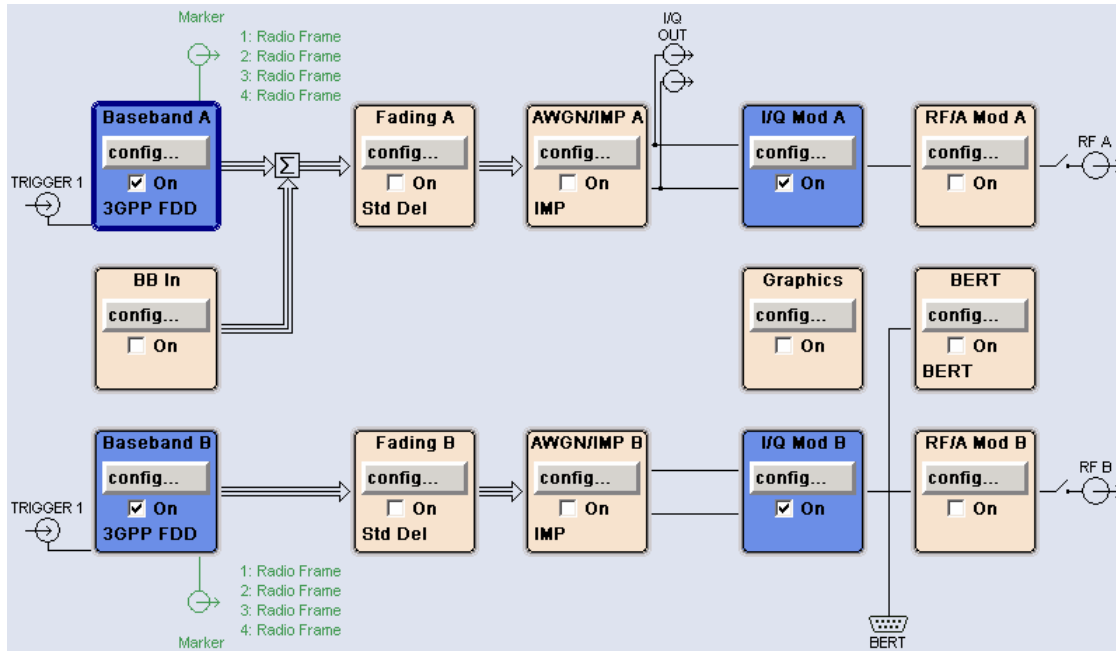 Marker
1: Radio Frame
2: Radio Frame
3: Radio Frame
4: Radio Frame
I/Q
OUT
Baseband A
config...
On
3GPP FDD
TRIGGER 1
Σ
Fading A
config...
On
Std Del
AWGN/IMP A
config...
On
IMP
I/Q Mod A
config...
On
RF/A Mod A
config...
On
RF A
BB In
config...
On
Graphics
config...
On
BERT
config...
On
BERT
Baseband B
config...
On
3GPP FDD
TRIGGER 1
Fading B
config...
On
Std Del
AWGN/IMP B
config...
On
IMP
I/Q Mod B
config...
On
RF/A Mod B
config...
On
RF B
1: Radio Frame
2: Radio Frame
3: Radio Frame
4: Radio Frame
Marker
BERT